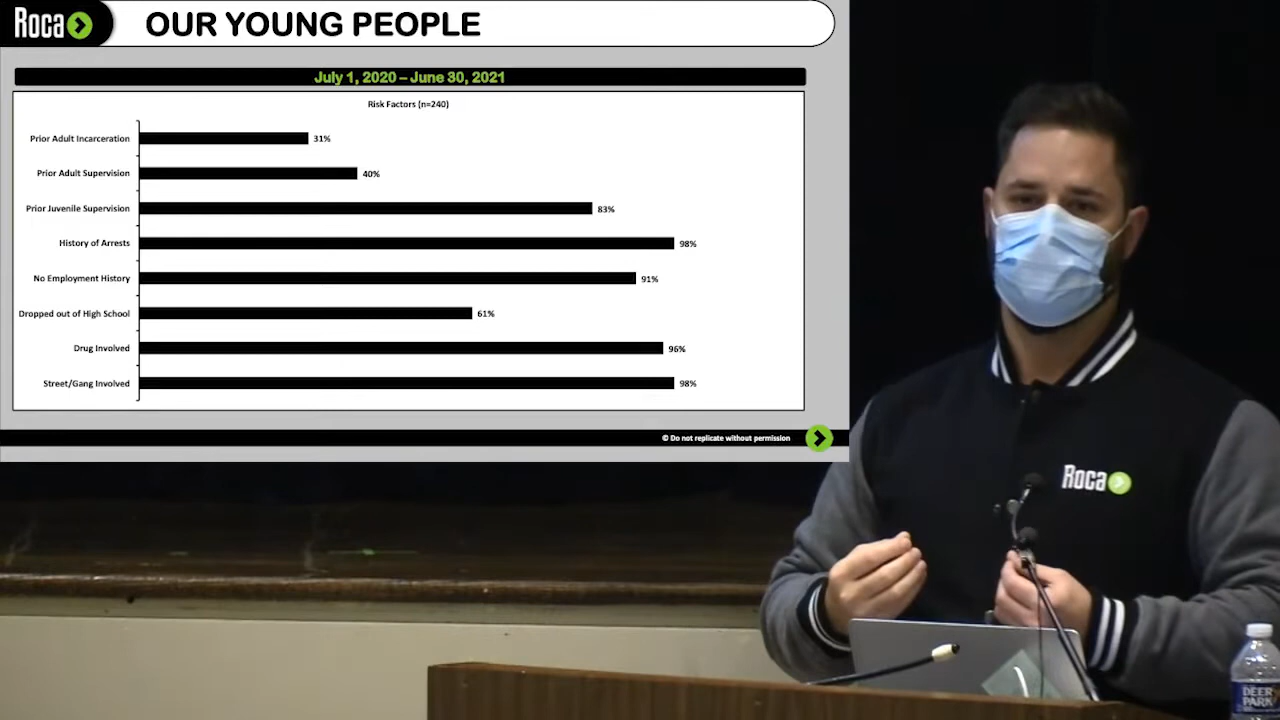 Roca
OUR YOUNG PEOPLE
July 1, 2020 – June 30, 2021
Risk Factors (n=240)
Prior Adult Incarceration 31%
Prior Adult Supervision 40%
Prior Juvenile Supervision 83%
History of Arrests 98%
No Employment History 91%
Dropped out of High School 61%
Drug Involved 96%
Street/Gang Involved 98%
© Do not replicate without permission
Roca
DEER
PARK